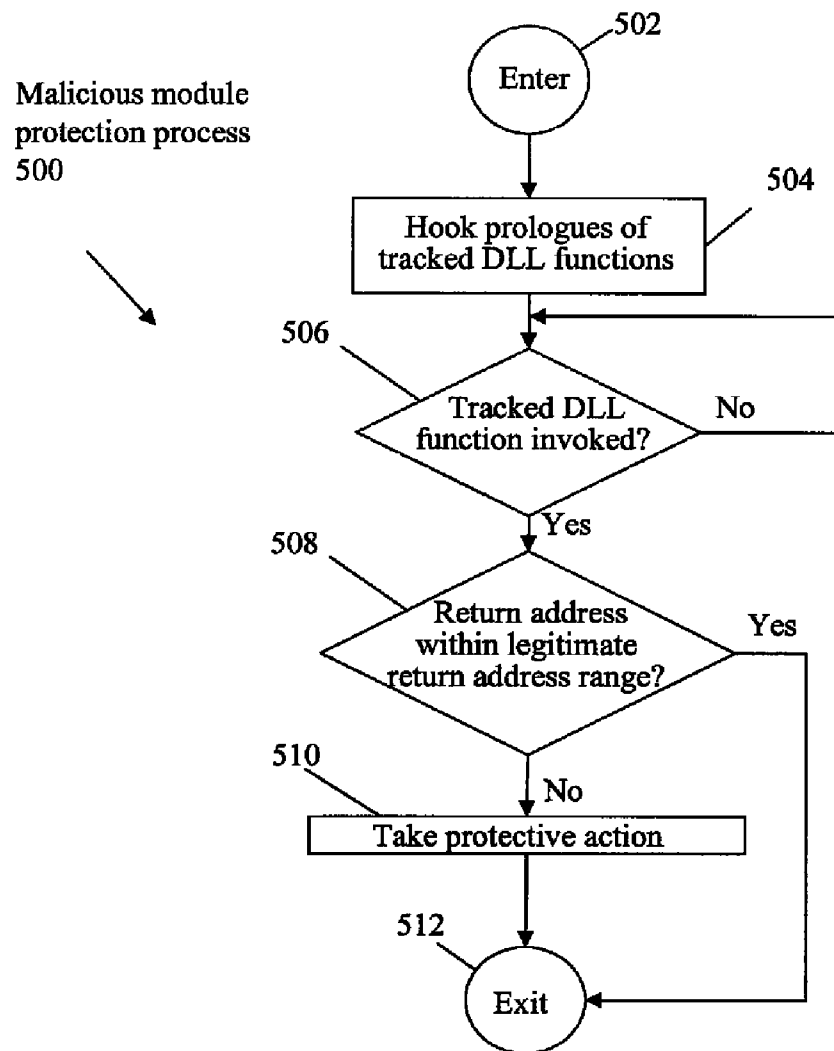 502
Enter
Malicious module
protection process
500
504
Hook prologues of
tracked DLL functions
506
Tracked DLL
function invoked?
No
Yes
508
Return address
within legitimate
return address range?
Yes
510
No
Take protective action
512
Exit